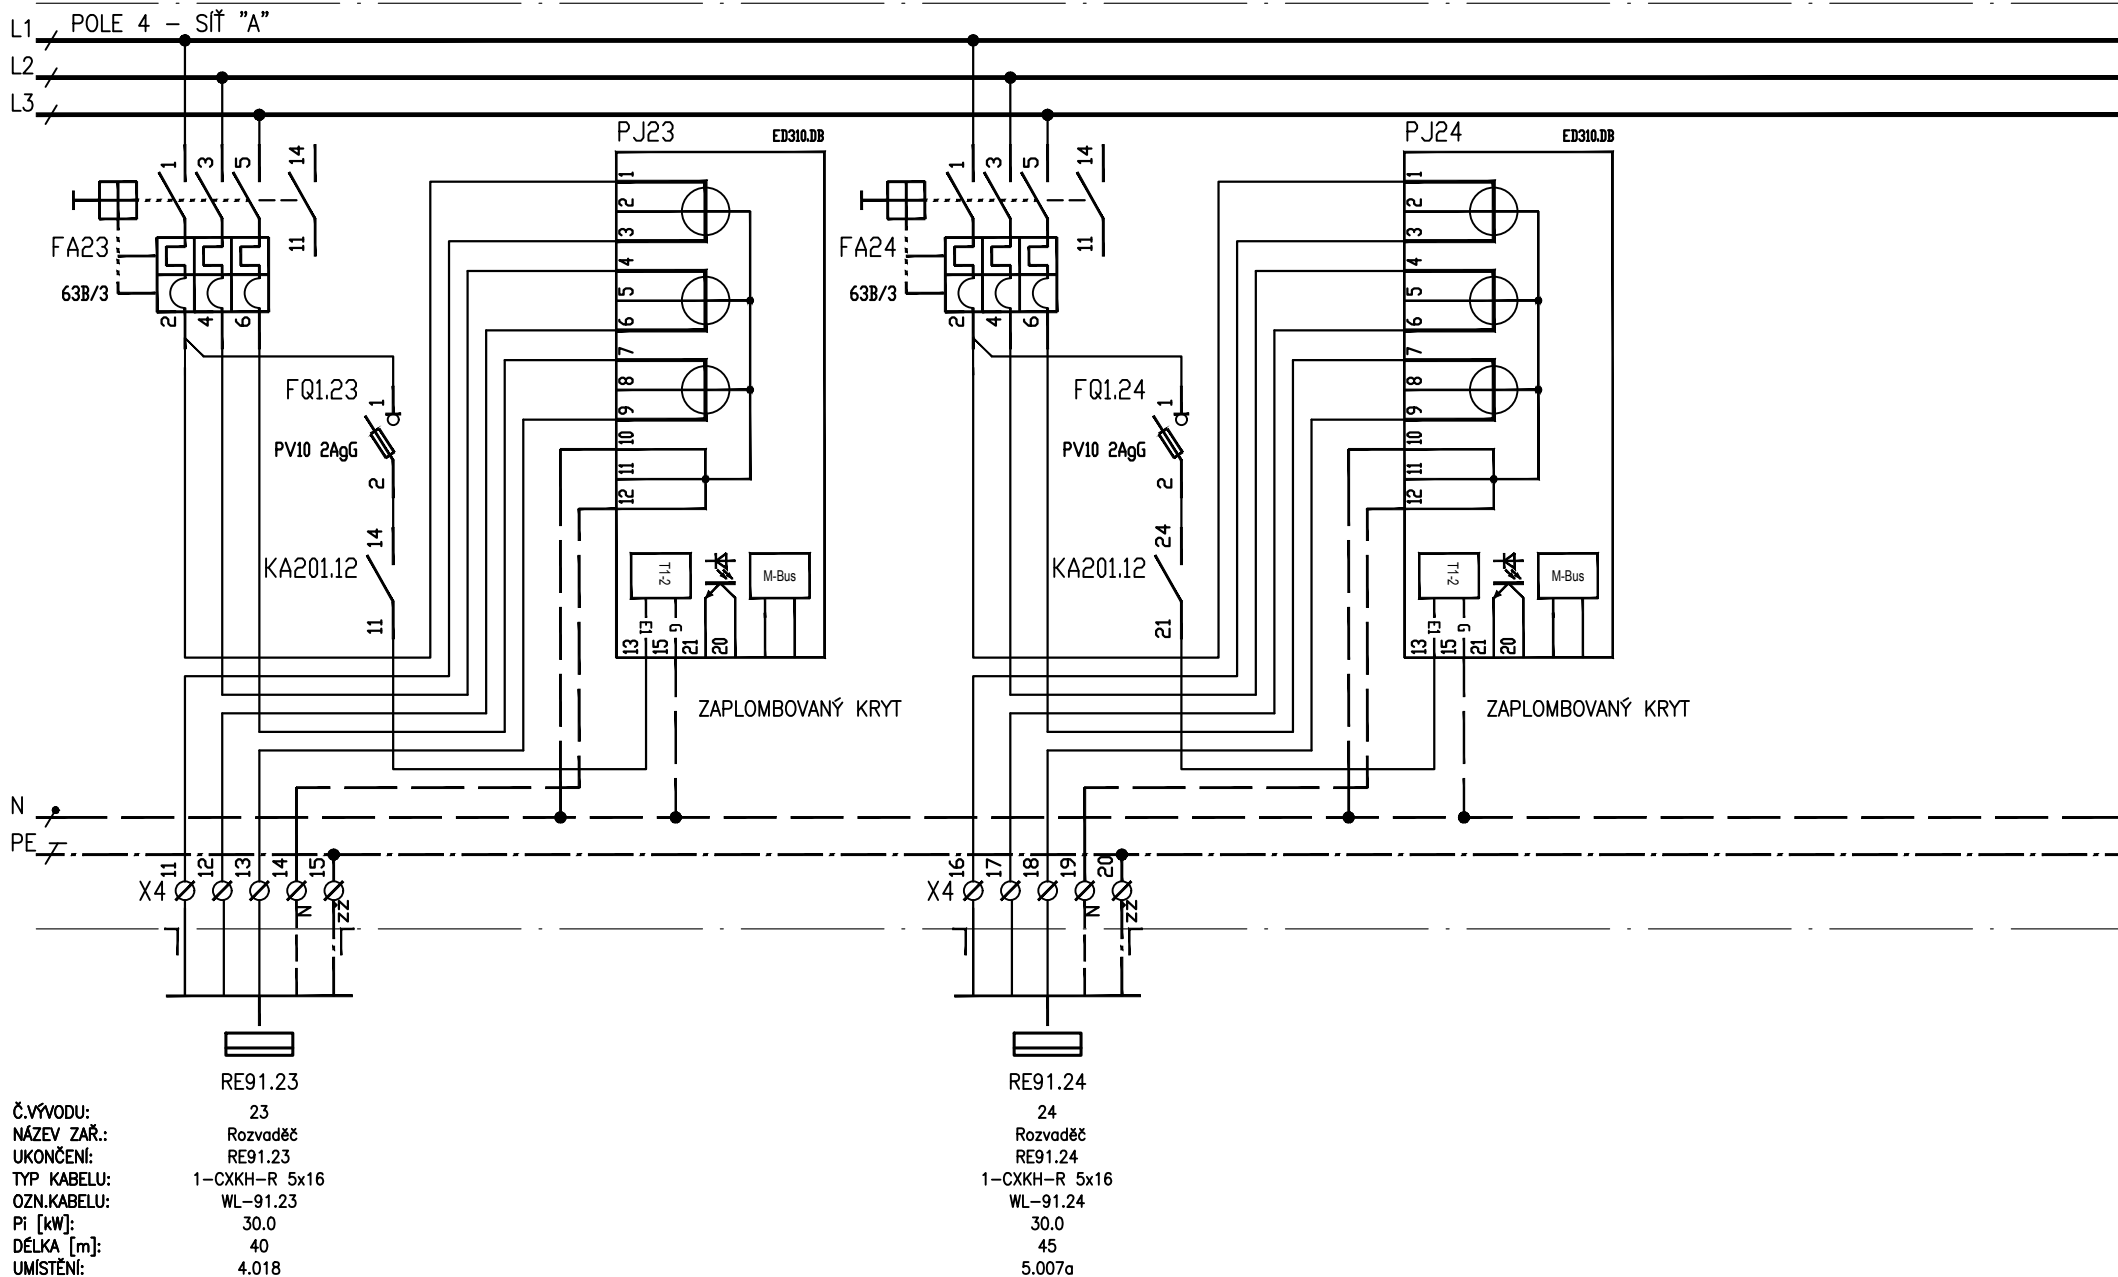 POLE 4 - SÍŤ "A"
L1
L2
L3
PJ23 ED310.DB
PJ24 ED310.DB
1 3 5 14
11
FA23
63B/3
2 4 6
1
2
3
4
5
6
7
8
9
10
11
12
FQ1.23
1
PV10 2AgG
2
14
KA201.12
11
T1-2
M-Bus
E1 G
13 15 21 20
ZAPLOMBOVANÝ KRYT
1 3 5 14
11
FA24
63B/3
2 4 6
1
2
3
4
5
6
7
8
9
10
11
12
FQ1.24
1
PV10 2AgG
2
24
KA201.12
21
T1-2
M-Bus
E1 G
13 15 21 20
ZAPLOMBOVANÝ KRYT
N
PE
11 12 13 14 15
X4
N zž
16 17 18 19 20
X4
N zž
RE91.23 RE91.24
Č.VÝVODU: 23 24
NÁZEV ZAŘ.: Rozvaděč Rozvaděč
UKONČENÍ: RE91.23 RE91.24
TYP KABELU: 1-CXKH-R 5x16 1-CXKH-R 5x16
OZN.KABELU: WL-91.23 WL-91.24
Pi [kW]: 30.0 30.0
DÉLKA [m]: 40 45
UMÍSTĚNÍ: 4.018 5.007a